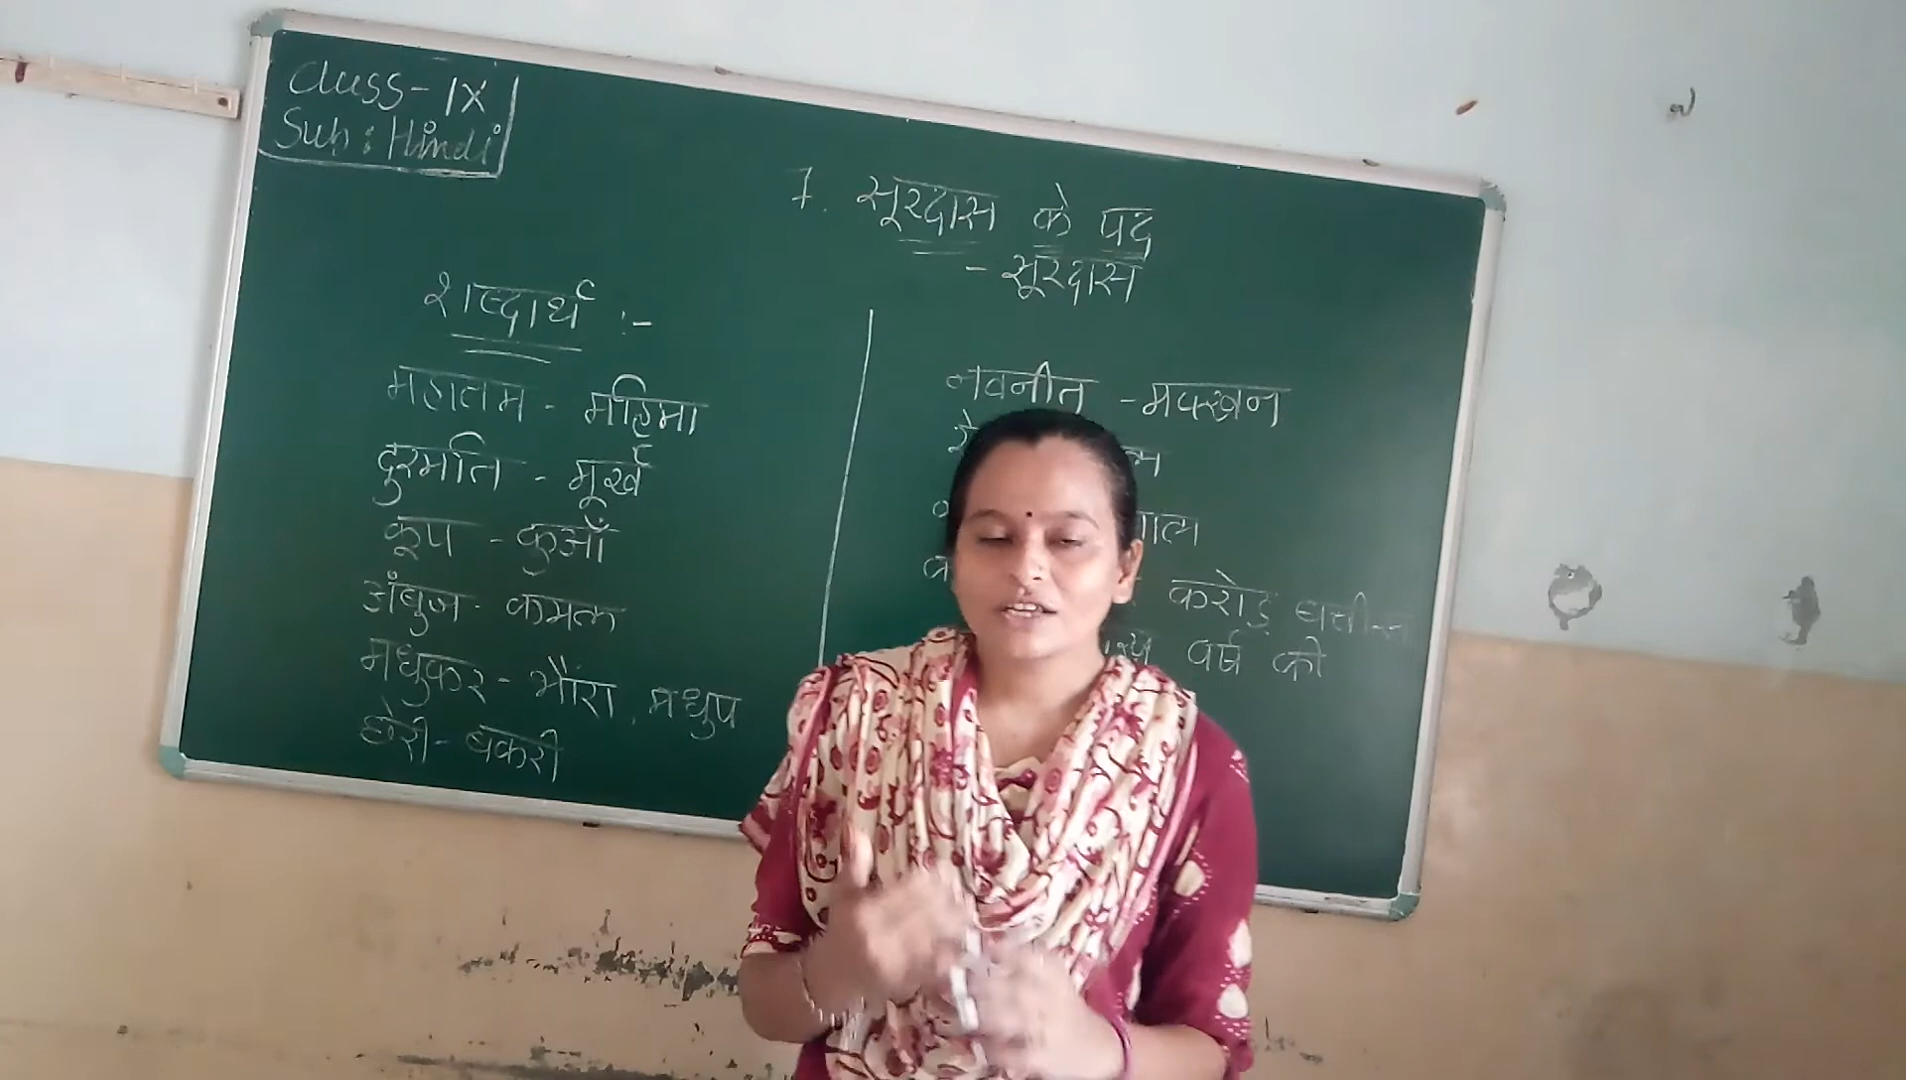 Class - IX
Sub : Hindi
7. सूरदास के पद
- सूरदास
शब्दार्थ :-
महातम - महिमा
दुरमति - मूर्ख
कूप - कुआँ
अंबुज - कमल
मधुकर - भौंरा, मधुप
छेरी - बकरी
नवनीत - मक्खन
करोड़ बत्तीस
वर्ष की